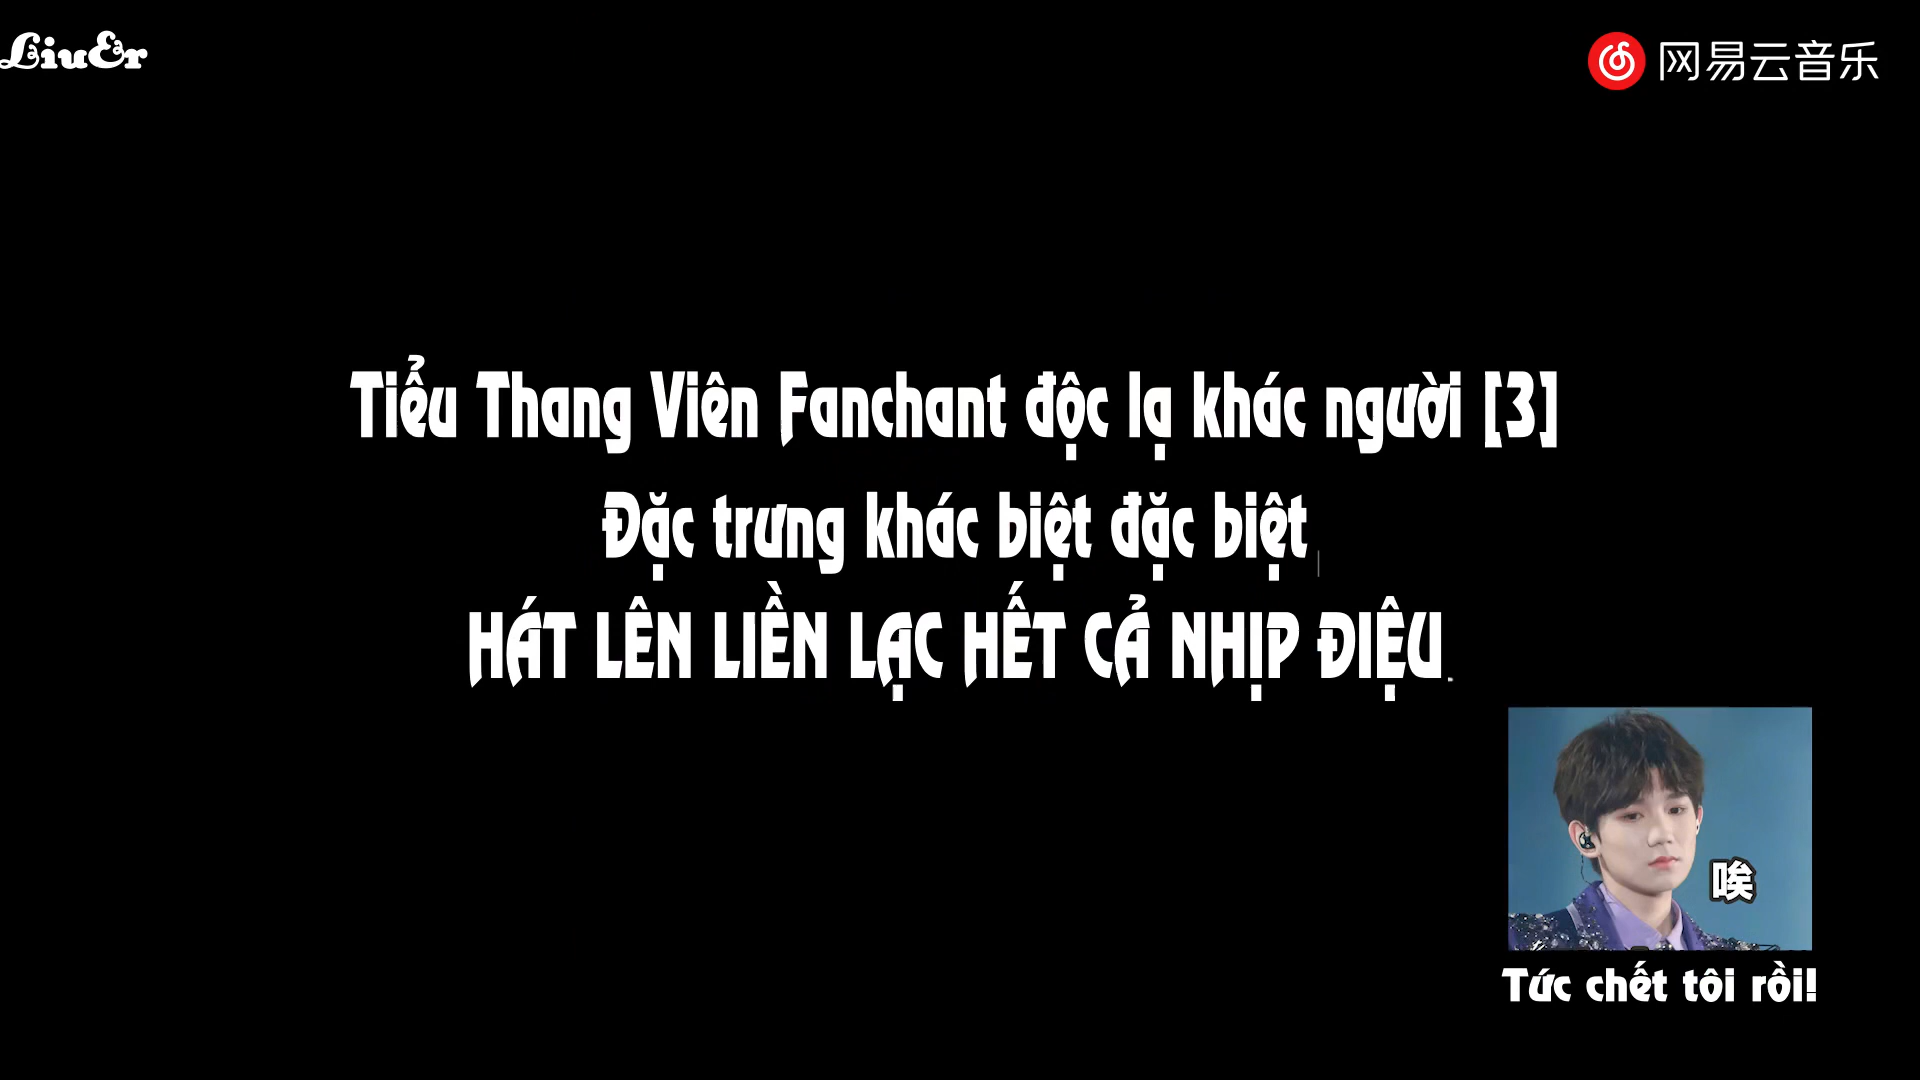 LiuEr
网易云音乐
Tiểu Thang Viên Fanchant độc lạ khác người [3]
Đặc trưng khác biệt đặc biệt
HÁT LÊN LIỀN LẠC HẾT CẢ NHỊP ĐIỆU.
唉
Tức chết tôi rồi!